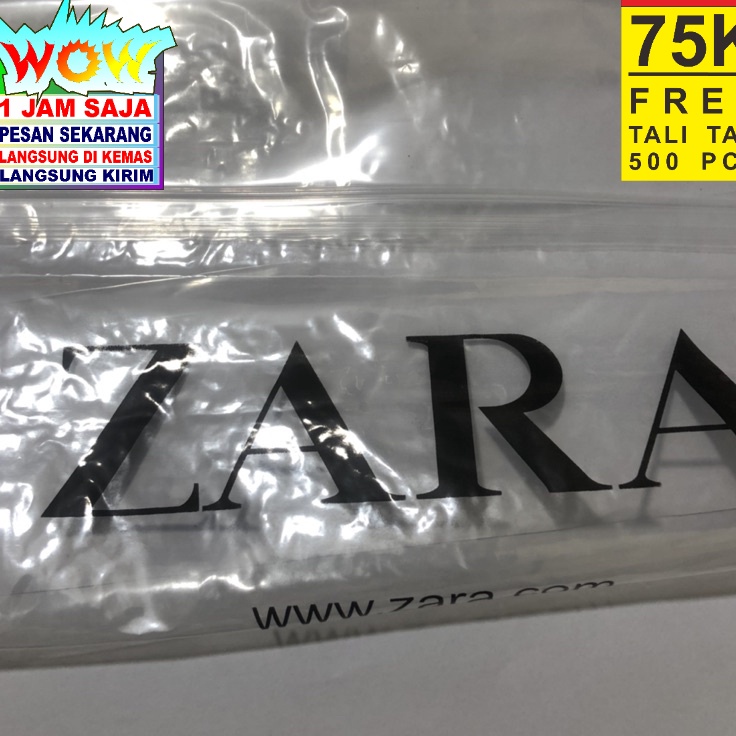 WOW
1 JAM SAJA
PESAN SEKARANG
LANGSUNG DI KEMAS
LANGSUNG KIRIM
75K
FRE
TALI TA
500 PC
ZARA
www.zara.com